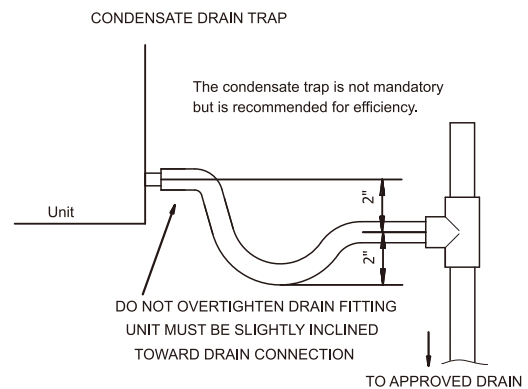 CONDENSATE DRAIN TRAP
The condensate trap is not mandatory
but is recommended for efficiency.
2"
Unit
2"
DO NOT OVERTIGHTEN DRAIN FITTING
UNIT MUST BE SLIGHTLY INCLINED
TOWARD DRAIN CONNECTION
TO APPROVED DRAIN